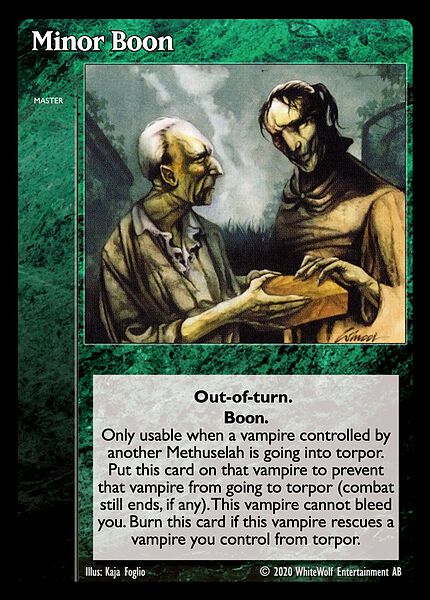 Minor Boon
MASTER
Out-of-turn.
Boon.
Only usable when a vampire controlled by
another Methuselah is going into torpor.
Put this card on that vampire to prevent
that vampire from going to torpor (combat
still ends, if any). This vampire cannot bleed
you. Burn this card if this vampire rescues a
vampire you control from torpor.
Illus: Kaja Foglio © 2020 WhiteWolf Entertainment AB